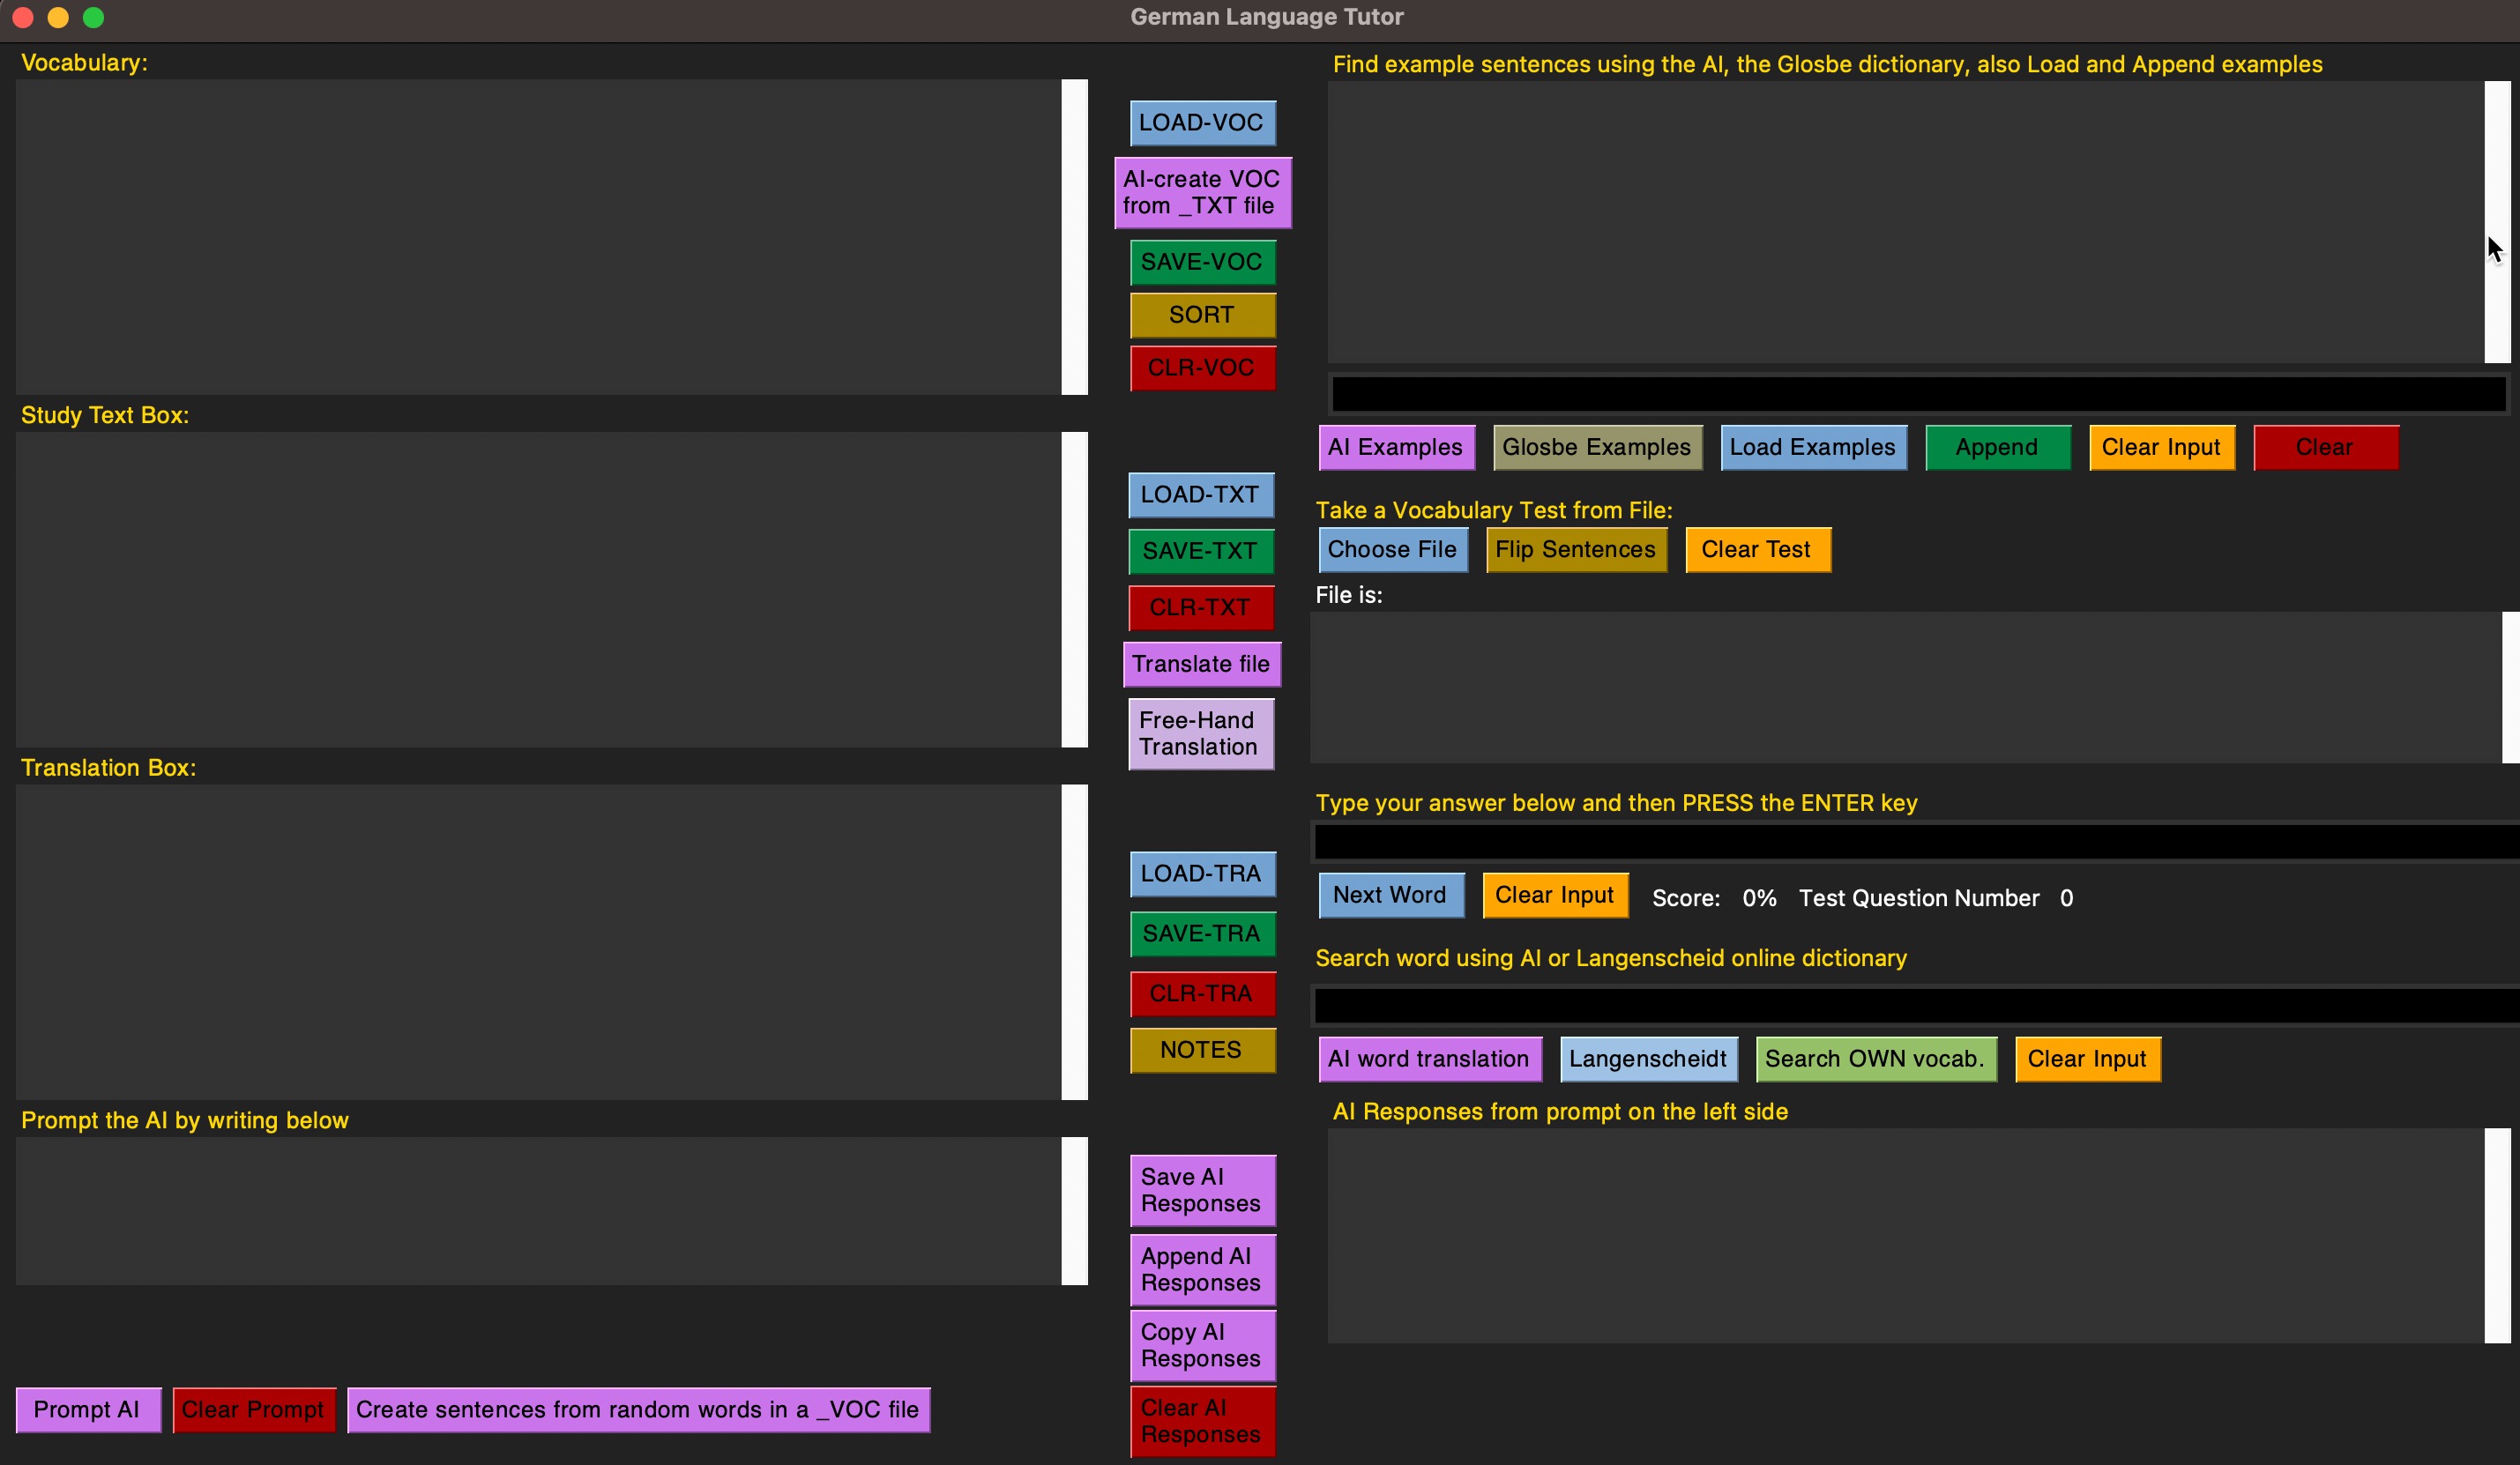 German Language Tutor
Vocabulary:
LOAD-VOC
AI-create VOC
from _TXT file
SAVE-VOC
SORT
CLR-VOC
Study Text Box:
LOAD-TXT
SAVE-TXT
CLR-TXT
Translate file
Free-Hand
Translation
Translation Box:
LOAD-TRA
SAVE-TRA
CLR-TRA
NOTES
Prompt the AI by writing below
Save AI
Responses
Append AI
Responses
Copy AI
Responses
Clear AI
Responses
Prompt AI Clear Prompt Create sentences from random words in a _VOC file
Find example sentences using the AI, the Glosbe dictionary, also Load and Append examples
AI Examples Glosbe Examples Load Examples Append Clear Input Clear
Take a Vocabulary Test from File:
Choose File Flip Sentences Clear Test
File is:
Type your answer below and then PRESS the ENTER key
Next Word Clear Input Score: 0% Test Question Number 0
Search word using AI or Langenscheid online dictionary
AI word translation Langenscheidt Search OWN vocab. Clear Input
AI Responses from prompt on the left side